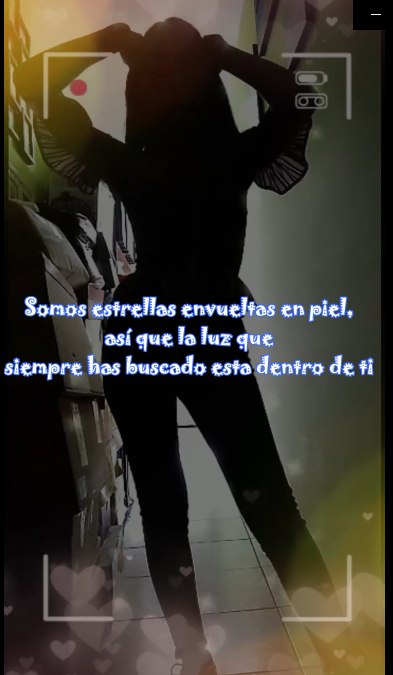 Somos estrellas envueltas en piel,
así que la luz que
siempre has buscado esta dentro de ti